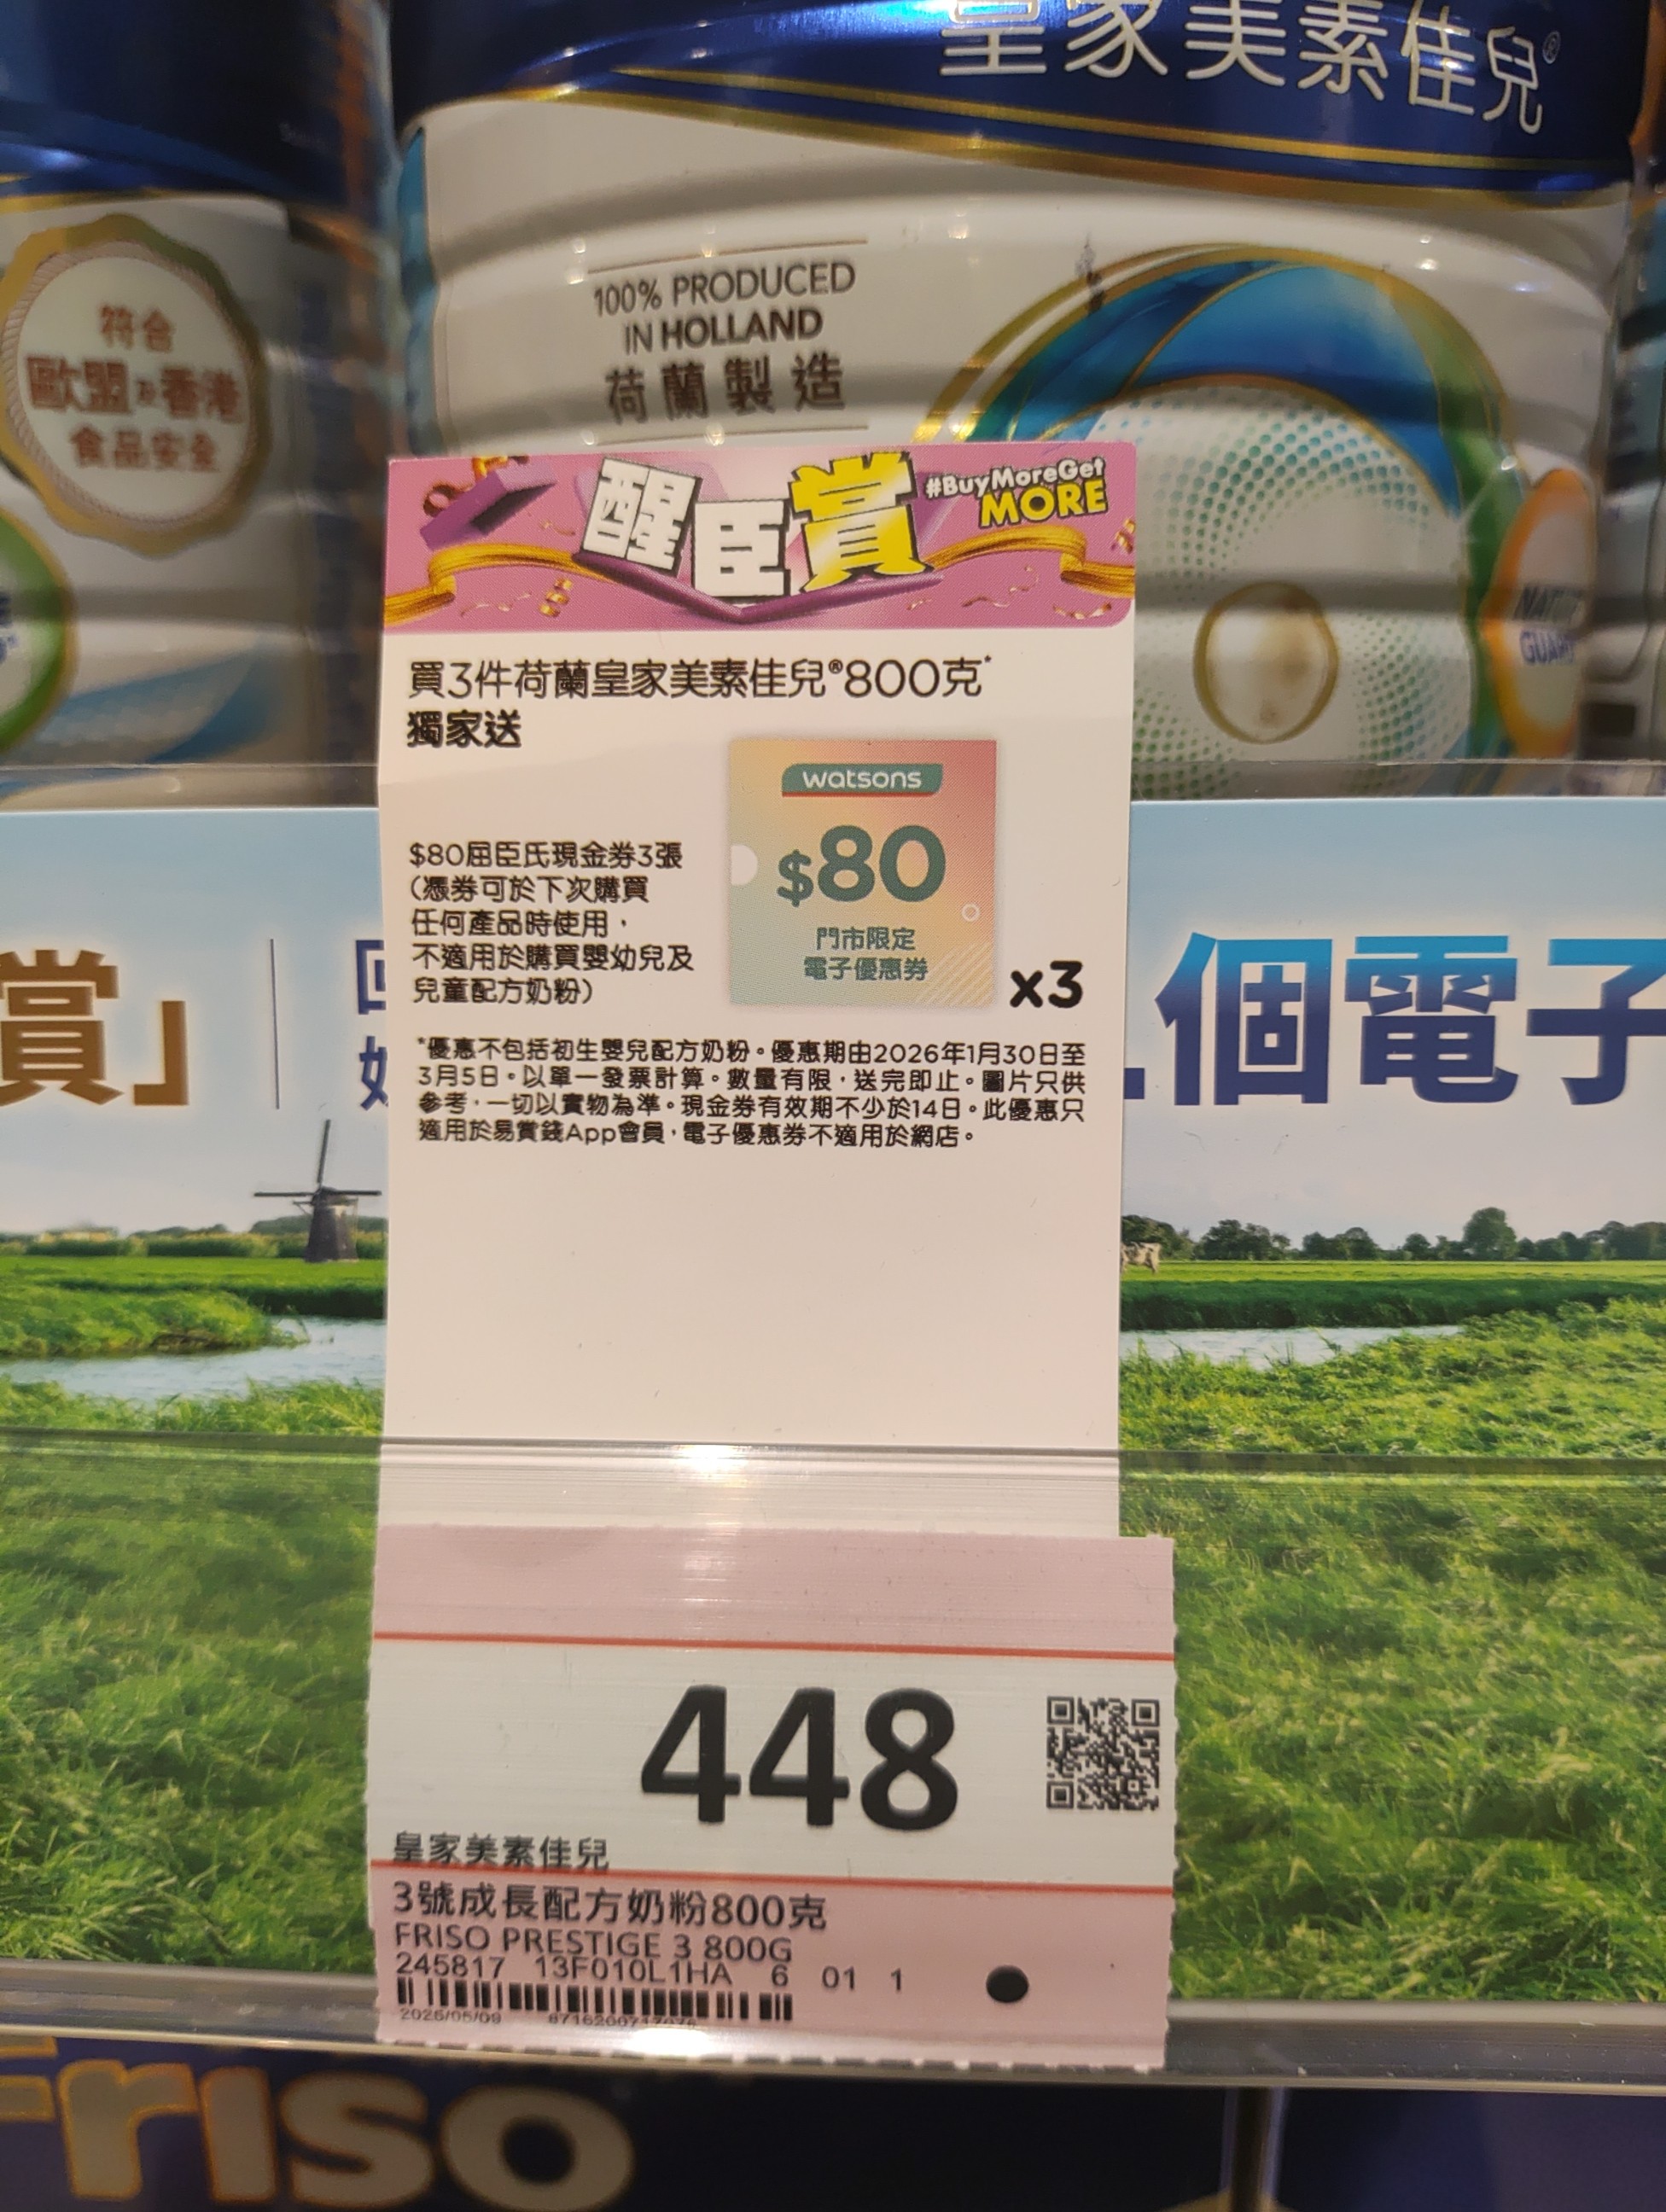 皇家美素佳兒®
100% PRODUCED
IN HOLLAND
荷蘭製造
符合
歐盟及香港
食品安全
醒臣賞
#BuyMoreGet
MORE
買3件荷蘭皇家美素佳兒®800克*
獨家送
watsons
$80
門市限定
電子優惠券
x3
$80屈臣氏現金券3張
(憑券可於下次購買
任何產品時使用，
不適用於購買嬰幼兒及
兒童配方奶粉)
*優惠不包括初生嬰兒配方奶粉。優惠期由2026年1月30日至
3月5日。以單一發票計算。數量有限，送完即止。圖片只供
參考，一切以實物為準。現金券有效期不少於14日。此優惠只
適用於易賞錢App會員，電子優惠券不適用於網店。
賞」
個電子
448
皇家美素佳兒
3號成長配方奶粉800克
FRISO PRESTIGE 3 800G
245817 13F010L1HA 6 01 1
Friso